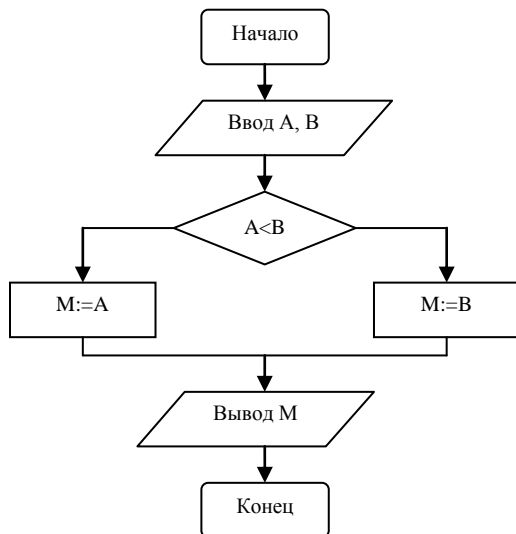 Начало
Ввод А, В
А<В
М:=А
М:=В
Вывод М
Конец